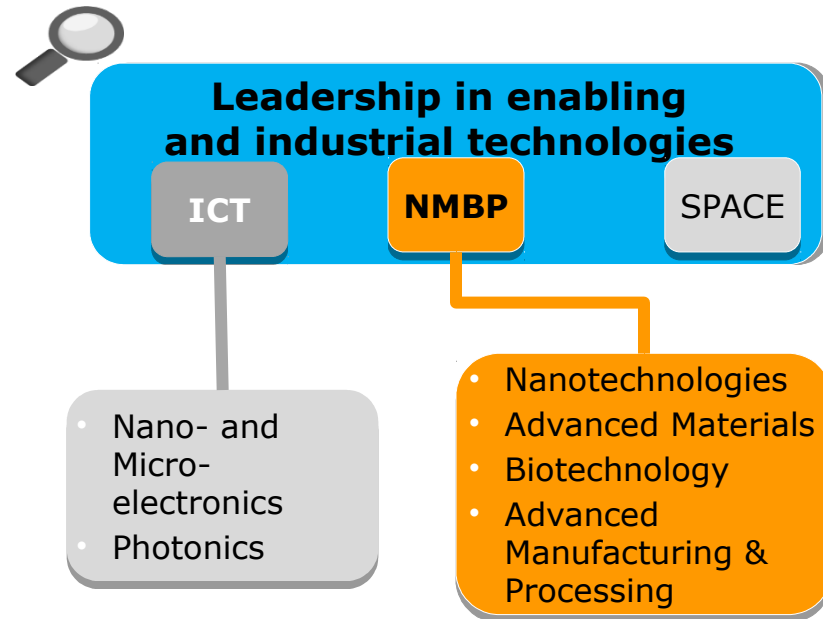 Leadership in enabling
and industrial technologies
ICT
NMBP
SPACE
• Nano- and
Micro-
electronics
• Photonics
• Nanotechnologies
• Advanced Materials
• Biotechnology
• Advanced
Manufacturing &
Processing